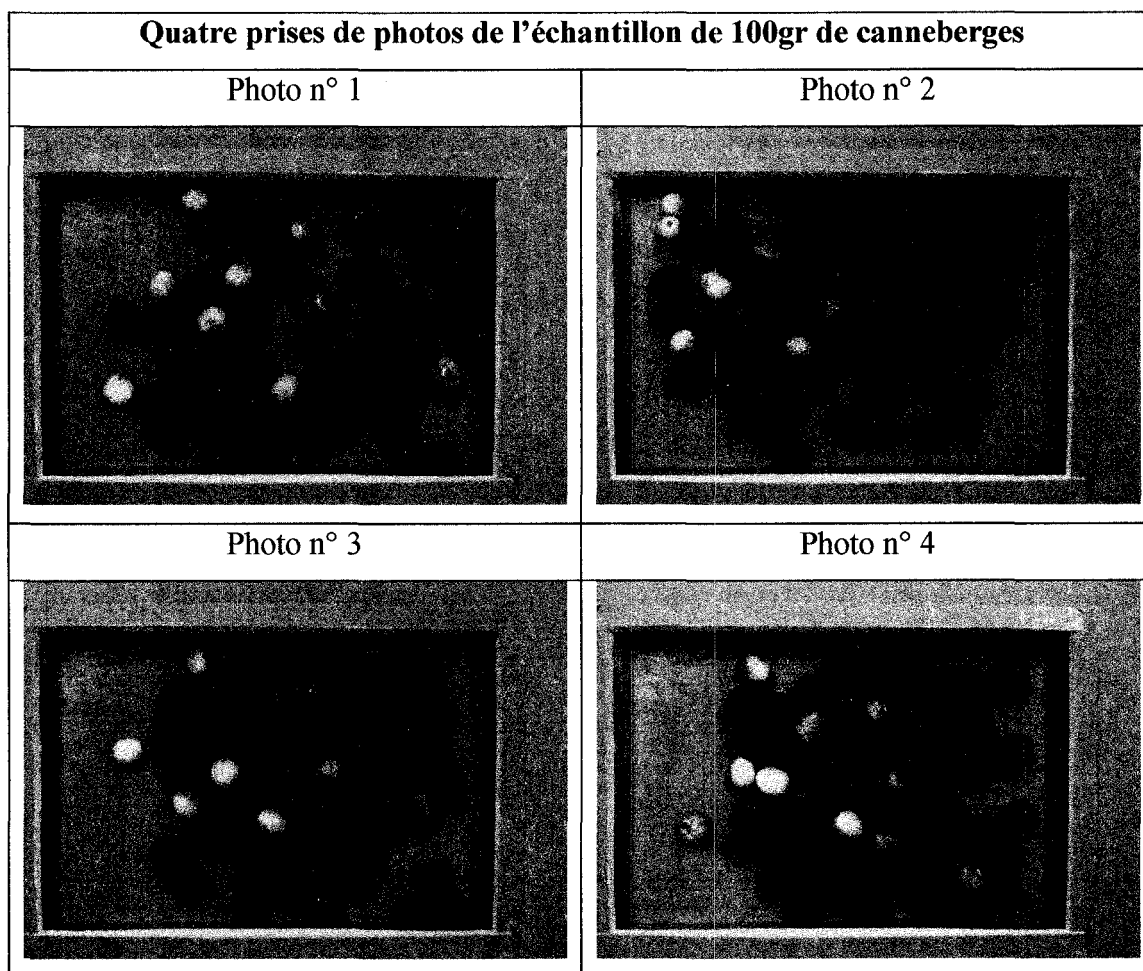 Quatre prises de photos de l'échantillon de 100gr de canneberges
Photo n° 1
Photo n° 2
Photo n° 3
Photo n° 4